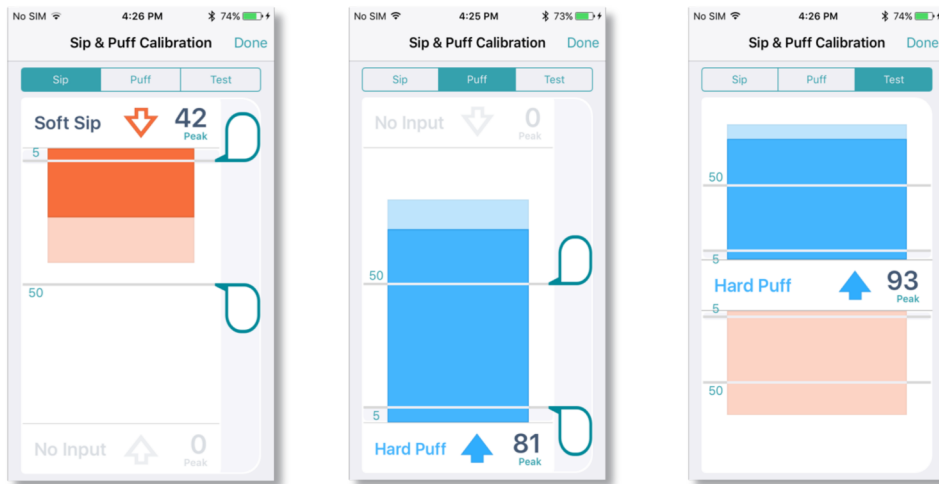 No SIM 4:26 PM 74%
Sip & Puff Calibration Done
Sip Puff Test
Soft Sip 42
Peak
5
50
No Input 0
Peak
No SIM 4:25 PM 73%
Sip & Puff Calibration Done
Sip Puff Test
No Input 0
Peak
50
5
Hard Puff 81
Peak
No SIM 4:26 PM 74%
Sip & Puff Calibration Done
Sip Puff Test
50
5
Hard Puff 93
Peak
5
50